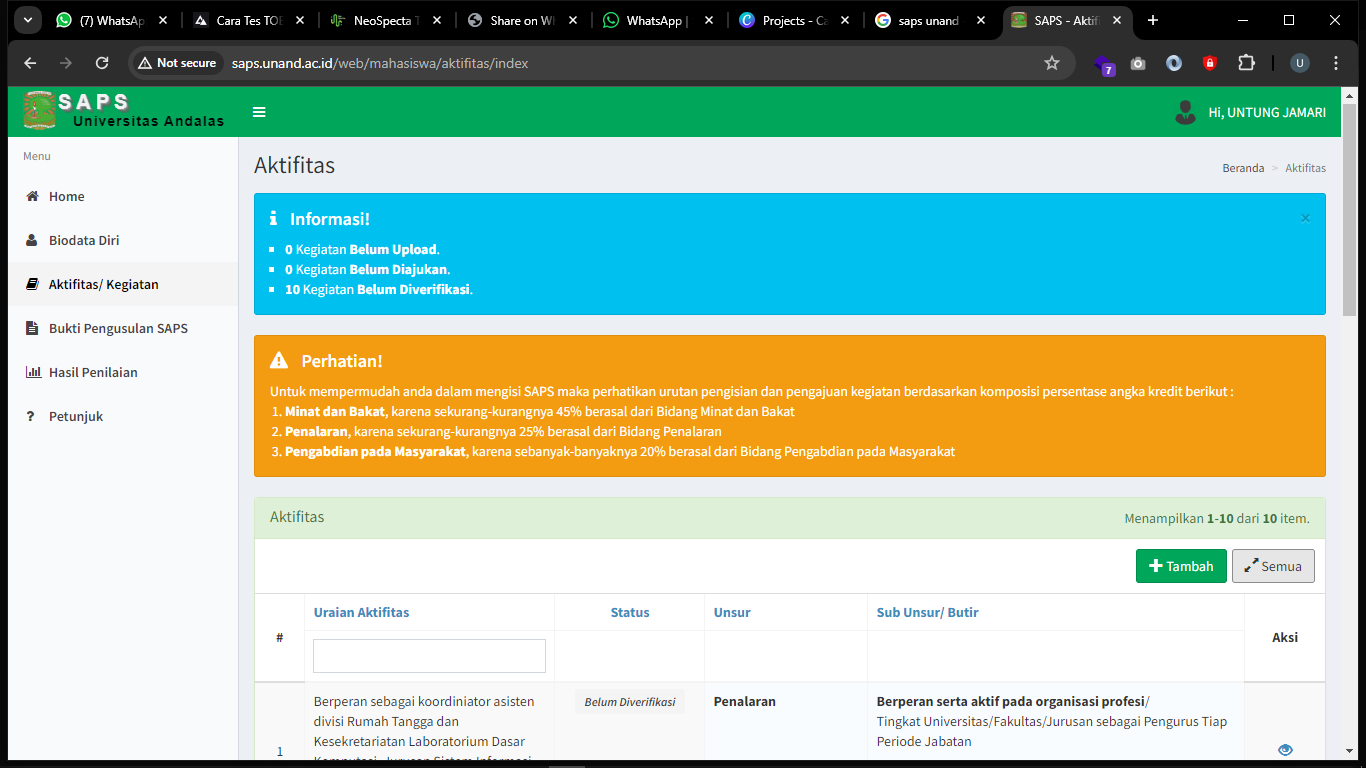 (7) WhatsAp
Cara Tes TOE
NeoSpecta T
Share on Wh
WhatsApp |
Projects - Ca
saps unand
SAPS - Aktifi
Not secure
saps.unand.ac.id/web/mahasiswa/aktifitas/index
7
U
SAPS
Universitas Andalas
Hi, UNTUNG JAMARI
Menu
Home
Biodata Diri
Aktifitas/ Kegiatan
Bukti Pengusulan SAPS
Hasil Penilaian
? Petunjuk
Aktifitas
Beranda > Aktifitas
Informasi!
×
0 Kegiatan Belum Upload.
0 Kegiatan Belum Diajukan.
10 Kegiatan Belum Diverifikasi.
Perhatian!
Untuk mempermudah anda dalam mengisi SAPS maka perhatikan urutan pengisian dan pengajuan kegiatan berdasarkan komposisi persentase angka kredit berikut :
1. Minat dan Bakat, karena sekurang-kurangnya 45% berasal dari Bidang Minat dan Bakat
2. Penalaran, karena sekurang-kurangnya 25% berasal dari Bidang Penalaran
3. Pengabdian pada Masyarakat, karena sebanyak-banyaknya 20% berasal dari Bidang Pengabdian pada Masyarakat
Aktifitas
Menampilkan 1-10 dari 10 item.
Tambah
Semua
#
Uraian Aktifitas
Status
Unsur
Sub Unsur/ Butir
Aksi
1
Berperan sebagai koordiniator asisten
divisi Rumah Tangga dan
Kesekretariatan Laboratorium Dasar
Komputasi, Jurusan Sistem Informasi
Belum Diverifikasi
Penalaran
Berperan serta aktif pada organisasi profesi/
Tingkat Universitas/Fakultas/Jurusan sebagai Pengurus Tiap
Periode Jabatan